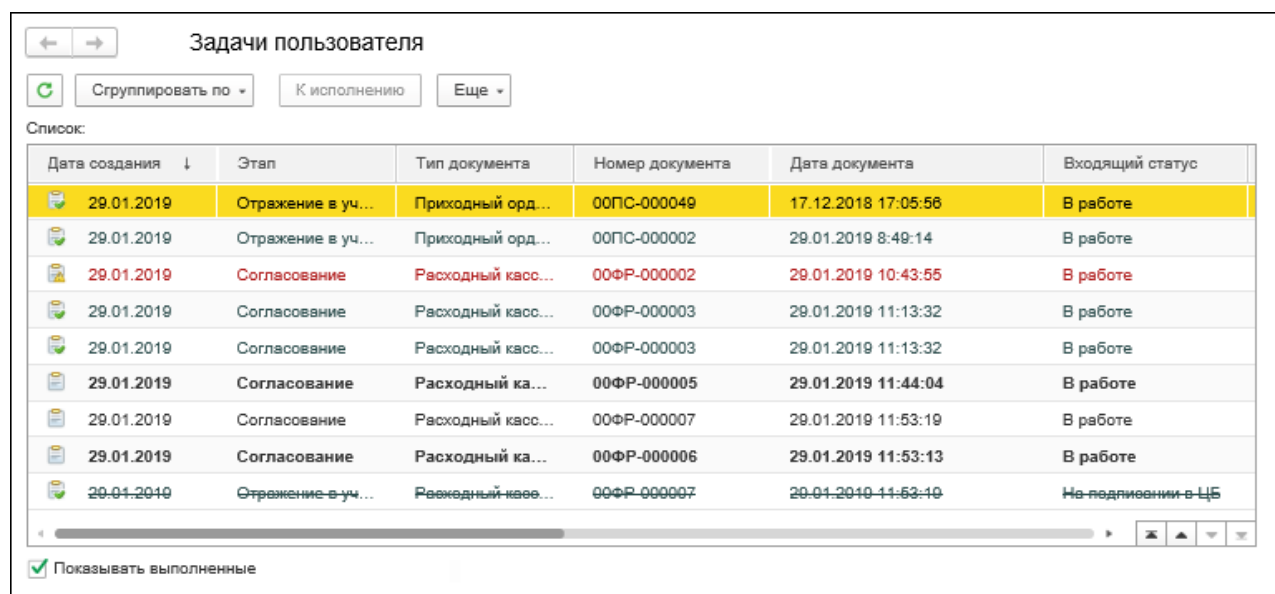 Задачи пользователя
Сгруппировать по К исполнению Еще
Список:
Дата создания ↓ Этап Тип документа Номер документа Дата документа Входящий статус
29.01.2019 Отражение в уч... Приходный орд... 00ПС-000049 17.12.2018 17:05:56 В работе
29.01.2019 Отражение в уч... Приходный орд... 00ПС-000002 29.01.2019 8:49:14 В работе
29.01.2019 Согласование Расходный касс... 00ФР-000002 29.01.2019 10:43:55 В работе
29.01.2019 Согласование Расходный касс... 00ФР-000003 29.01.2019 11:13:32 В работе
29.01.2019 Согласование Расходный касс... 00ФР-000003 29.01.2019 11:13:32 В работе
29.01.2019 Согласование Расходный ка... 00ФР-000005 29.01.2019 11:44:04 В работе
29.01.2019 Согласование Расходный касс... 00ФР-000007 29.01.2019 11:53:19 В работе
29.01.2019 Согласование Расходный ка... 00ФР-000006 29.01.2019 11:53:13 В работе
29.01.2019 Отражение в уч... Расходный касс... 00ФР-000007 29.01.2019 11:53:19 На подписании в ЦБ
Показывать выполненные